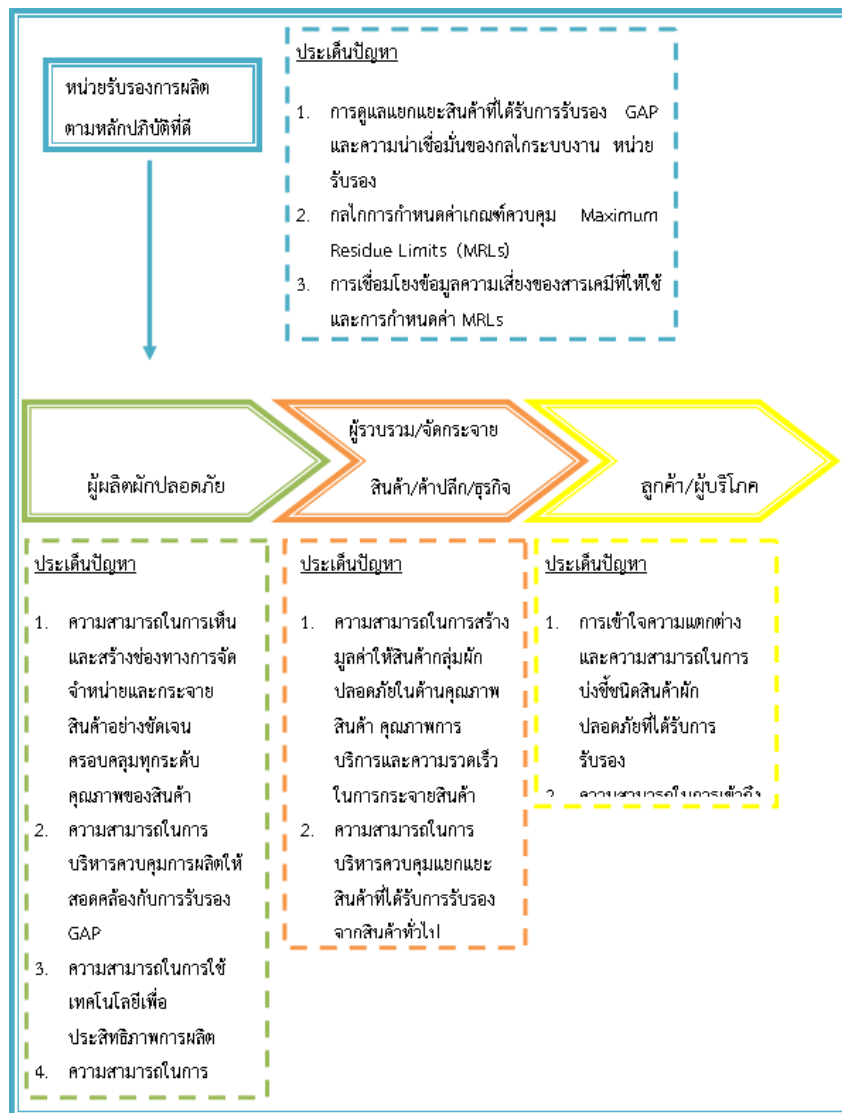 หน่วยรับรองการผลิต
ตามหลักปฏิบัติที่ดี
ประเด็นปัญหา
1. การดูแลแยกแยะสินค้าที่ได้รับการรับรอง GAP
และความน่าเชื่อมั่นของกลไกระบบงาน หน่วย
รับรอง
2. กลไกการกำหนดค่าเกณฑ์ควบคุม Maximum
Residue Limits (MRLs)
3. การเชื่อมโยงข้อมูลความเสี่ยงของสารเคมีที่ให้ใช้
และการกำหนดค่า MRLs
ผู้ผลิตผักปลอดภัย
ผู้รวบรวม/จัดกระจาย
สินค้า/ค้าปลีก/ธุรกิจ
ลูกค้า/ผู้บริโภค
ประเด็นปัญหา
1. ความสามารถในการเห็น
และสร้างช่องทางการจัด
จำหน่ายและกระจาย
สินค้าอย่างชัดเจน
ครอบคลุมทุกระดับ
คุณภาพของสินค้า
2. ความสามารถในการ
บริหารควบคุมการผลิตให้
สอดคล้องกับการรับรอง
GAP
3. ความสามารถในการใช้
เทคโนโลยีเพื่อ
ประสิทธิภาพการผลิต
4. ความสามารถในการ
ประเด็นปัญหา
1. ความสามารถในการสร้าง
มูลค่าให้สินค้ากลุ่มผัก
ปลอดภัยในด้านคุณภาพ
สินค้า คุณภาพการ
บริการและความรวดเร็ว
ในการกระจายสินค้า
2. ความสามารถในการ
บริหารควบคุมแยกแยะ
สินค้าที่ได้รับการรับรอง
จากสินค้าทั่วไป
ประเด็นปัญหา
1. การเข้าใจความแตกต่าง
และความสามารถในการ
บ่งชี้ชนิดสินค้าผัก
ปลอดภัยที่ได้รับการ
รับรอง
2. ความสามารถในการเข้าถึง